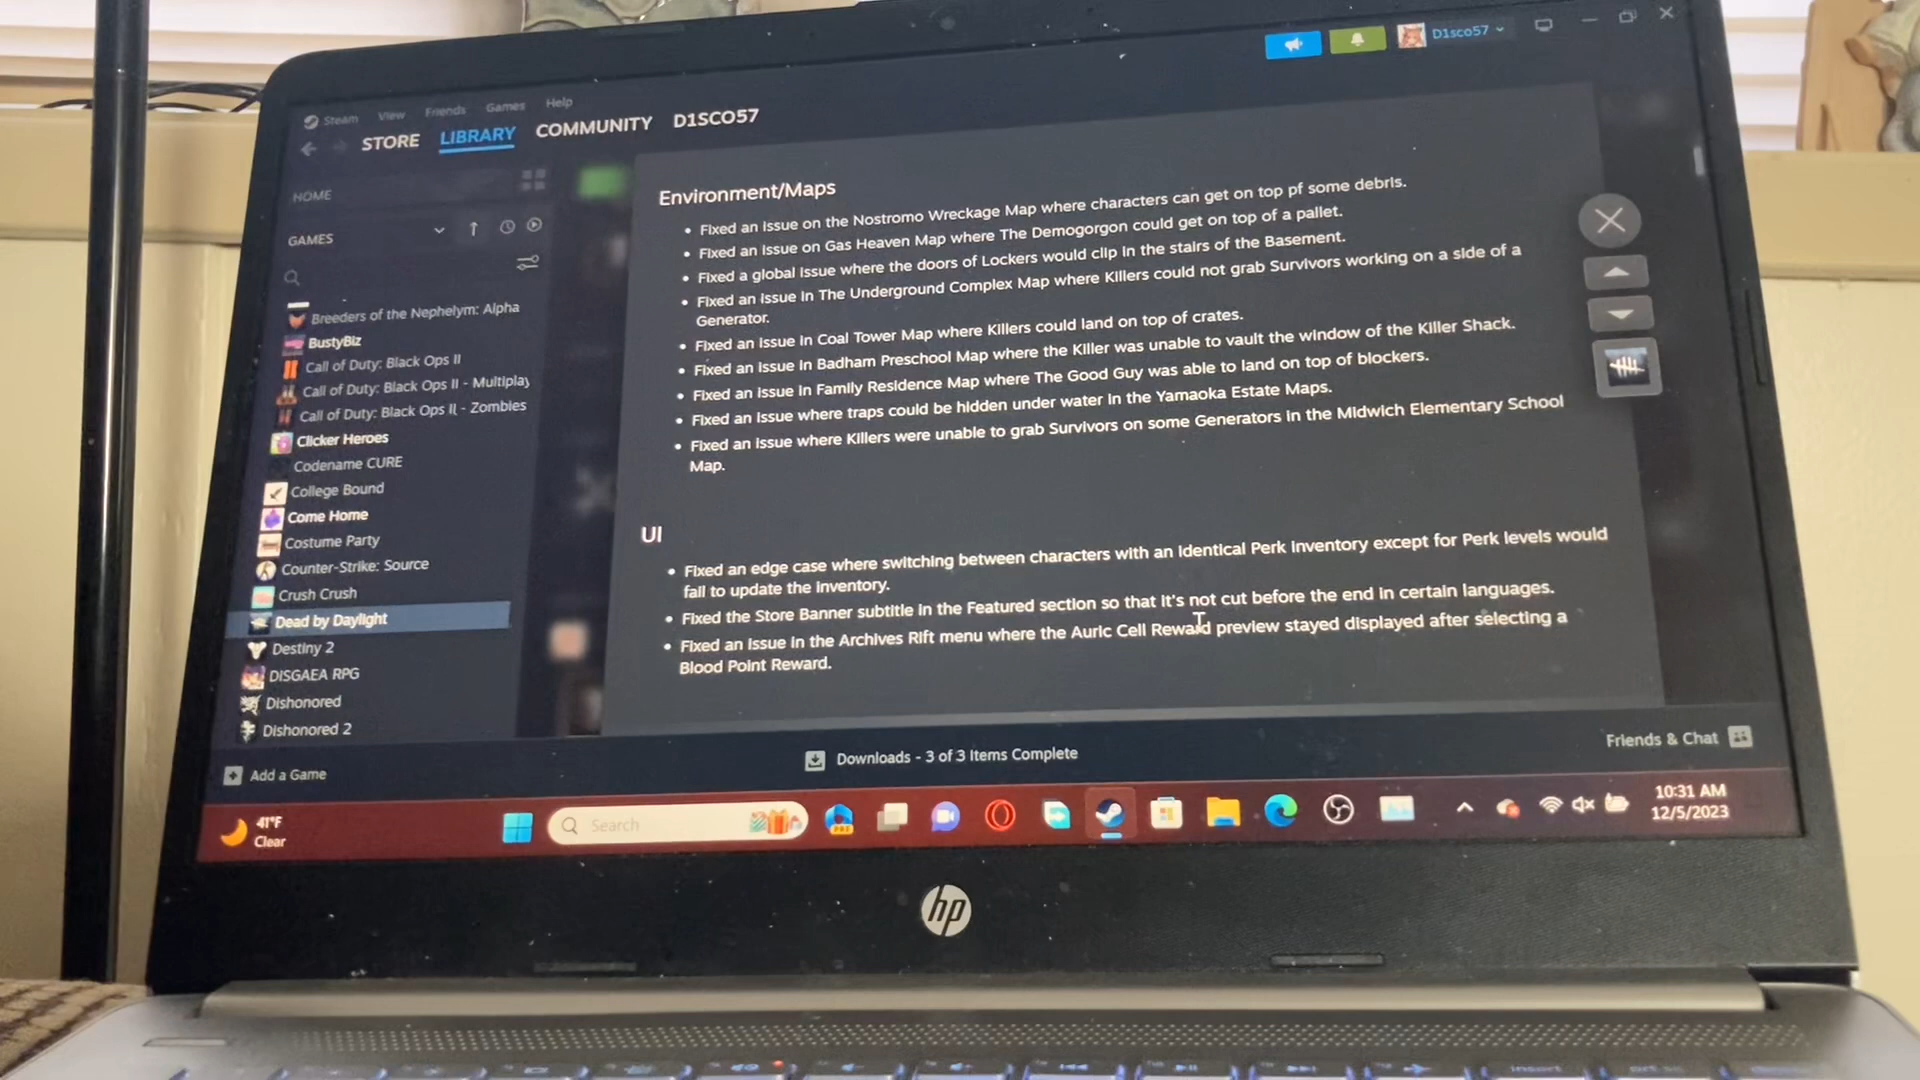 D1sco57
Steam View Friends Games Help
STORE LIBRARY COMMUNITY D1SCO57
HOME
GAMES
Breeders of the Nephelym: Alpha
BustyBiz
Call of Duty: Black Ops II
Call of Duty: Black Ops II - Multiplay
Call of Duty: Black Ops II - Zombies
Clicker Heroes
Codename CURE
College Bound
Come Home
Costume Party
Counter-Strike: Source
Crush Crush
Dead by Daylight
Destiny 2
DISGAEA RPG
Dishonored
Dishonored 2
Add a Game
Environment/Maps
• Fixed an issue on the Nostromo Wreckage Map where characters can get on top pf some debris.
• Fixed an issue on Gas Heaven Map where The Demogorgon could get on top of a pallet.
• Fixed a global issue where the doors of Lockers would clip in the stairs of the Basement.
• Fixed an issue in The Underground Complex Map where Killers could not grab Survivors working on a side of a
Generator.
• Fixed an issue in Coal Tower Map where Killers could land on top of crates.
• Fixed an issue in Badham Preschool Map where the Killer was unable to vault the window of the Killer Shack.
• Fixed an issue in Family Residence Map where The Good Guy was able to land on top of blockers.
• Fixed an issue where traps could be hidden under water in the Yamaoka Estate Maps.
• Fixed an issue where Killers were unable to grab Survivors on some Generators in the Midwich Elementary School
Map.
UI
• Fixed an edge case where switching between characters with an identical Perk Inventory except for Perk levels would
fail to update the inventory.
• Fixed the Store Banner subtitle in the Featured section so that it's not cut before the end in certain languages.
• Fixed an issue in the Archives Rift menu where the Auric Cell Reward preview stayed displayed after selecting a
Blood Point Reward.
Downloads - 3 of 3 Items Complete
Friends & Chat
41°F
Clear
Search
10:31 AM
12/5/2023
hp